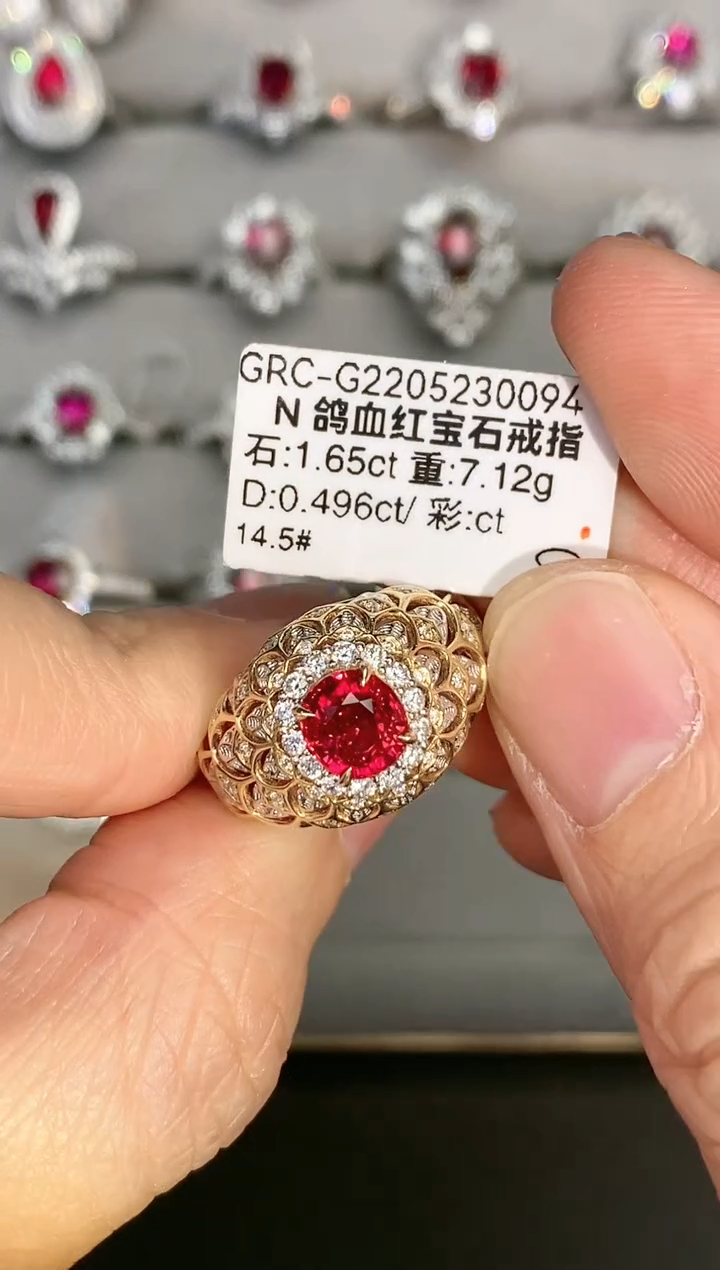 GRC-G2205230094
N 鸽血红宝石戒指
石:1.65ct 重:7.12g
D:0.496ct/ 彩:ct
14.5#